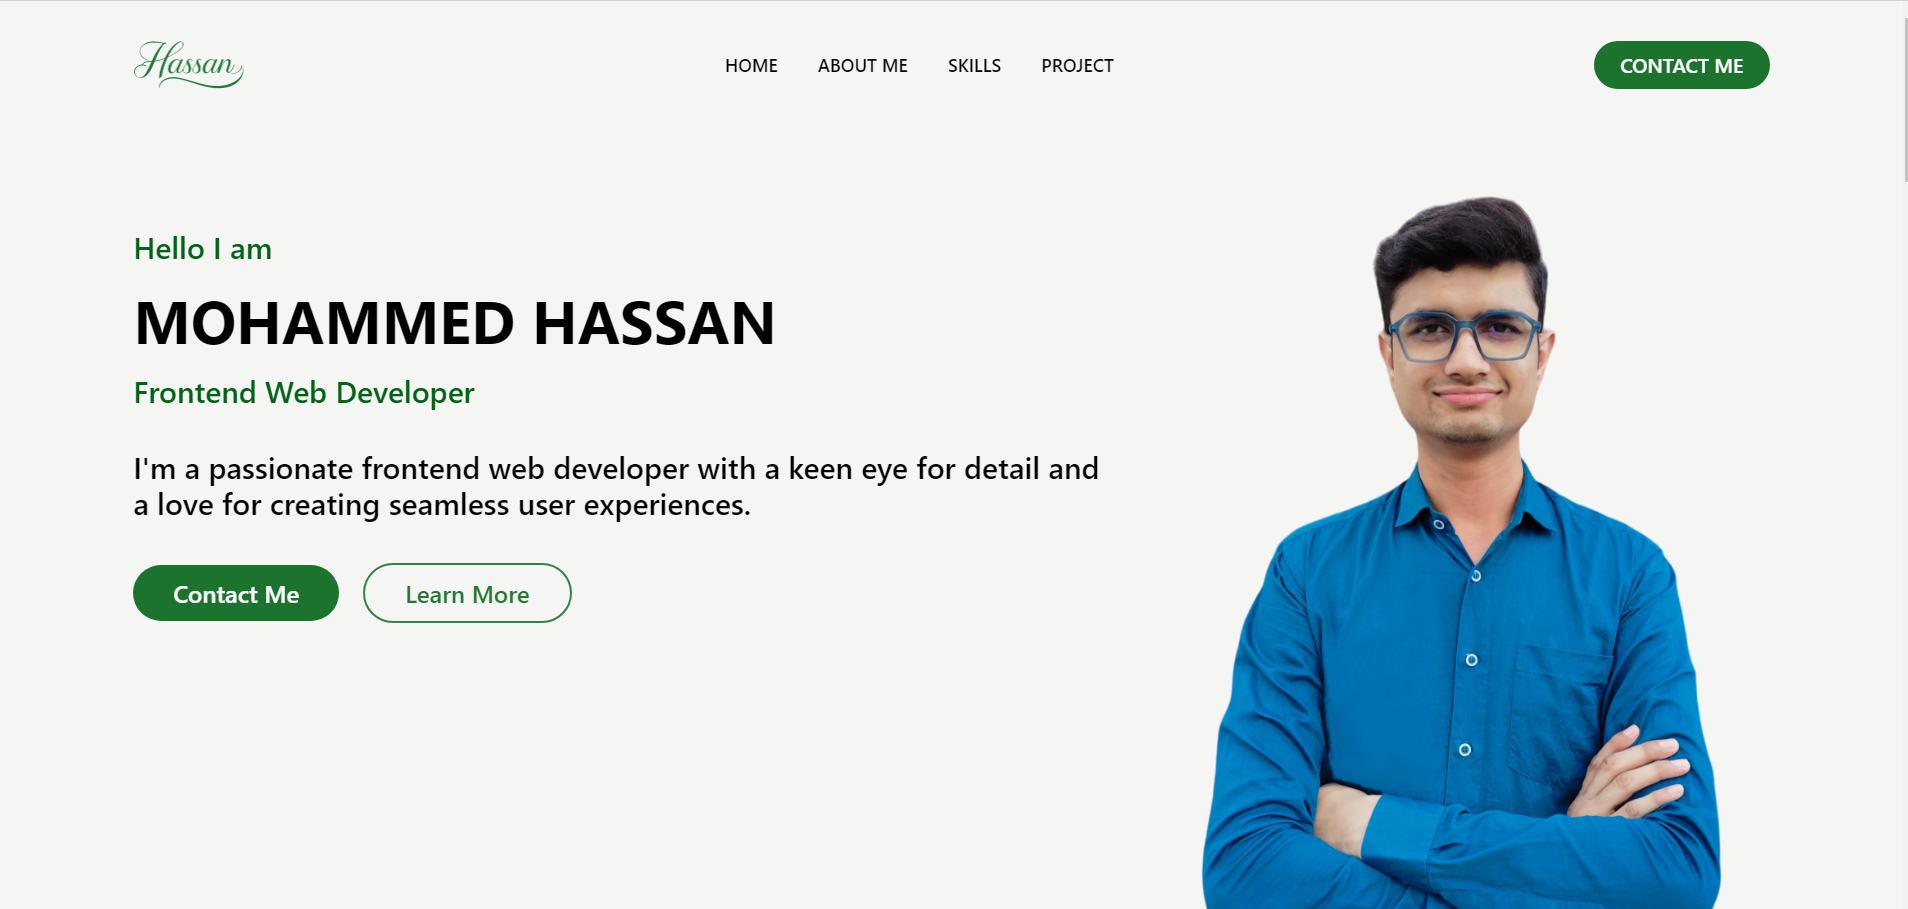 Hassan
HOME
ABOUT ME
SKILLS
PROJECT
CONTACT ME
Hello I am
MOHAMMED HASSAN
Frontend Web Developer
I'm a passionate frontend web developer with a keen eye for detail and
a love for creating seamless user experiences.
Contact Me
Learn More